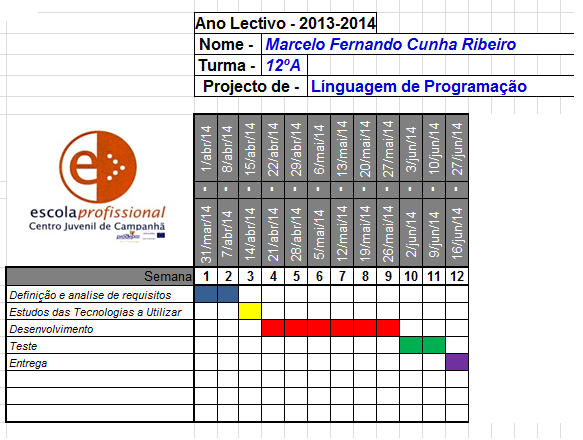 Ano Lectivo - 2013-2014
Nome - Marcelo Fernando Cunha Ribeiro
Turma - 12ºA
Projecto de - Línguagem de Programação
e
escolaprofissional
Centro Juvenil de Campanhã
31/mar/14 - 1/abr/14
7/abr/14 - 8/abr/14
14/abr/14 - 15/abr/14
21/abr/14 - 22/abr/14
28/abr/14 - 29/abr/14
5/mai/14 - 6/mai/14
12/mai/14 - 13/mai/14
19/mai/14 - 20/mai/14
26/mai/14 - 27/mai/14
2/jun/14 - 3/jun/14
9/jun/14 - 10/jun/14
16/jun/14 - 27/jun/14
Semana 1 2 3 4 5 6 7 8 9 10 11 12
Definição e analise de requisitos
Estudos das Tecnologias a Utilizar
Desenvolvimento
Teste
Entrega